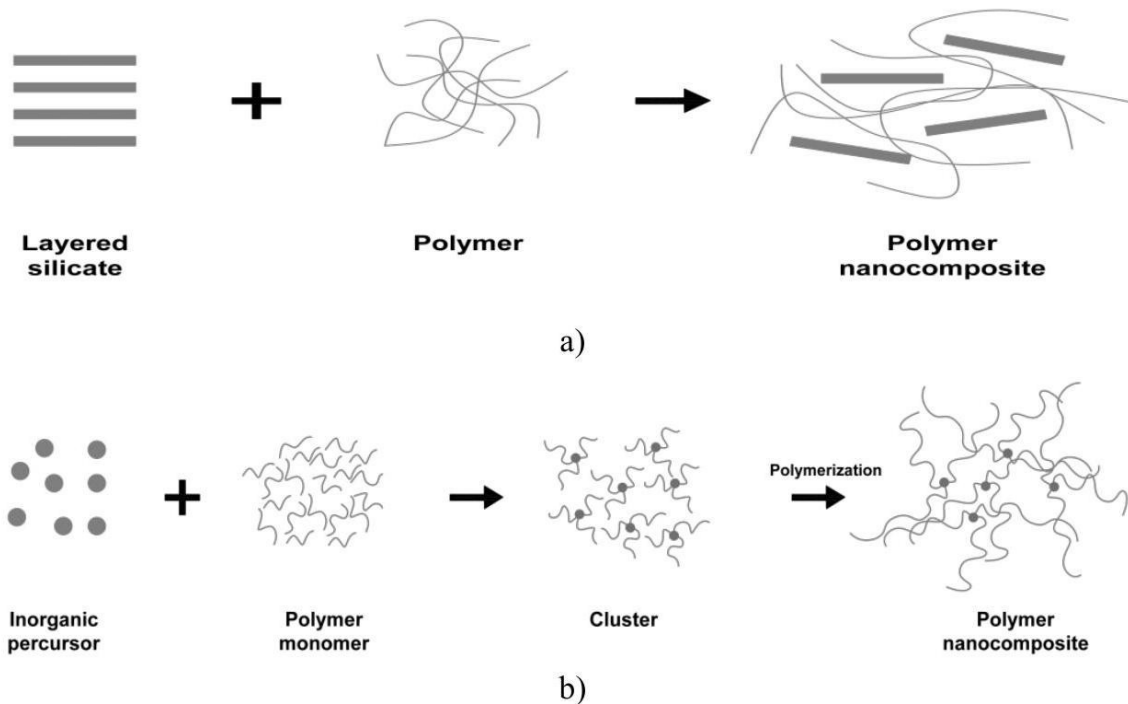 Layered
silicate
Polymer
Polymer
nanocomposite
a)
Polymerization
Inorganic
percursor
Polymer
monomer
Cluster
Polymer
nanocomposite
b)